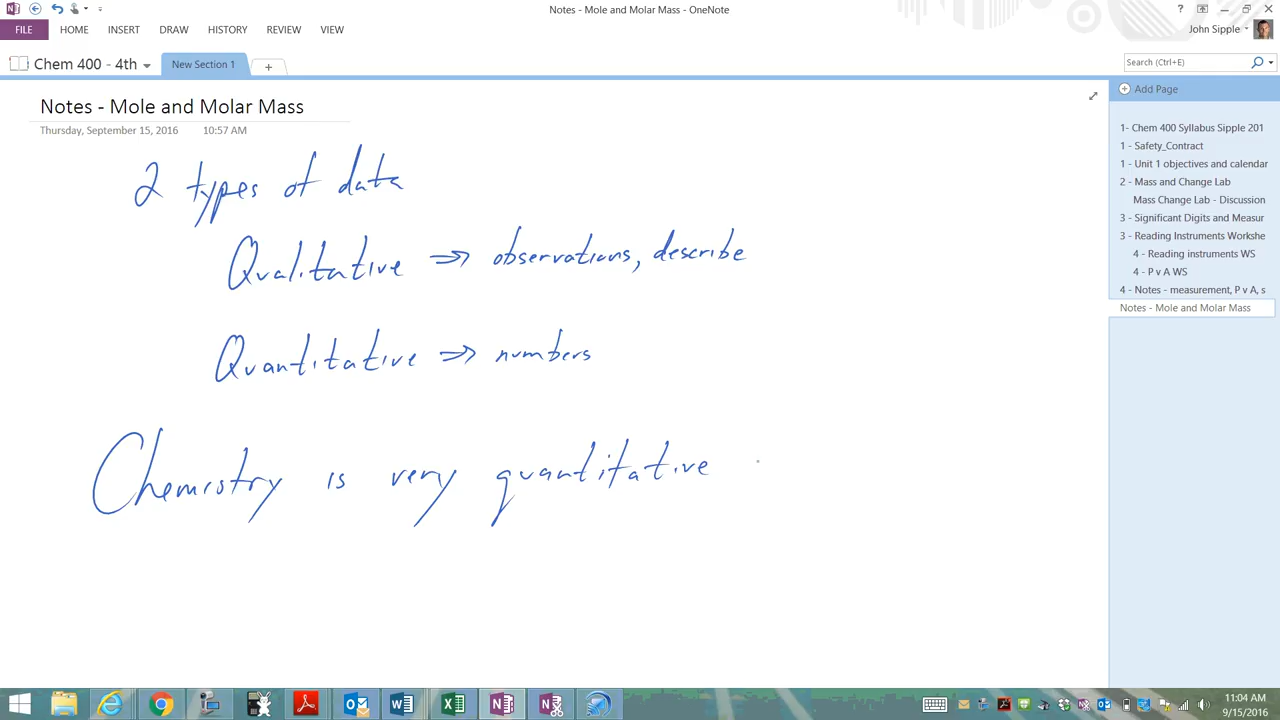 Notes - Mole and Molar Mass - OneNote
?
FILE
HOME
INSERT
DRAW
HISTORY
REVIEW
VIEW
John Sipple
Chem 400 - 4th
New Section 1
+
Search (Ctrl+E)
Add Page
Notes - Mole and Molar Mass
Thursday, September 15, 2016 10:57 AM
2 types of data
Qualitative ⇒ observations, describe
Quantitative ⇒ numbers
Chemistry is very quantitative
1- Chem 400 Syllabus Sipple 201
1 - Safety_Contract
1 - Unit 1 objectives and calendar
2 - Mass and Change Lab
Mass Change Lab - Discussion
3 - Significant Digits and Measur
3 - Reading Instruments Workshe
4 - Reading instruments WS
4 - P v A WS
4 - Notes - measurement, P v A, s
Notes - Mole and Molar Mass
11:04 AM
9/15/2016